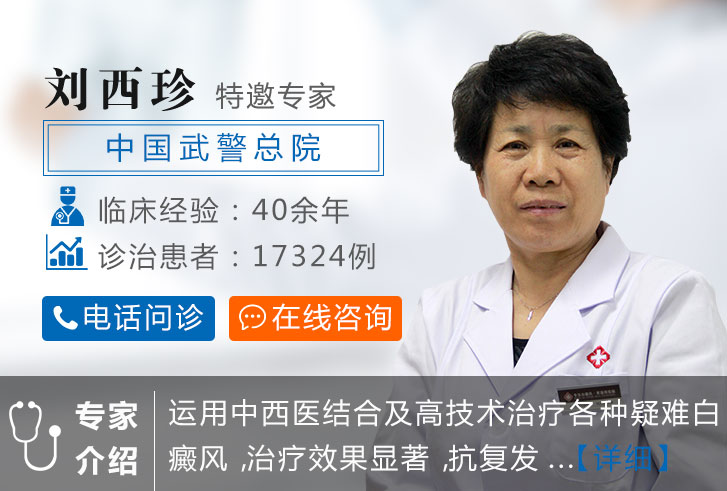 刘西珍 特邀专家
中国武警总院
临床经验：40余年
诊治患者：17324例
电话问诊 在线咨询
专家介绍
运用中西医结合及高技术治疗各种疑难白
癜风 ,治疗效果显著 ,抗复发 ...【详细】